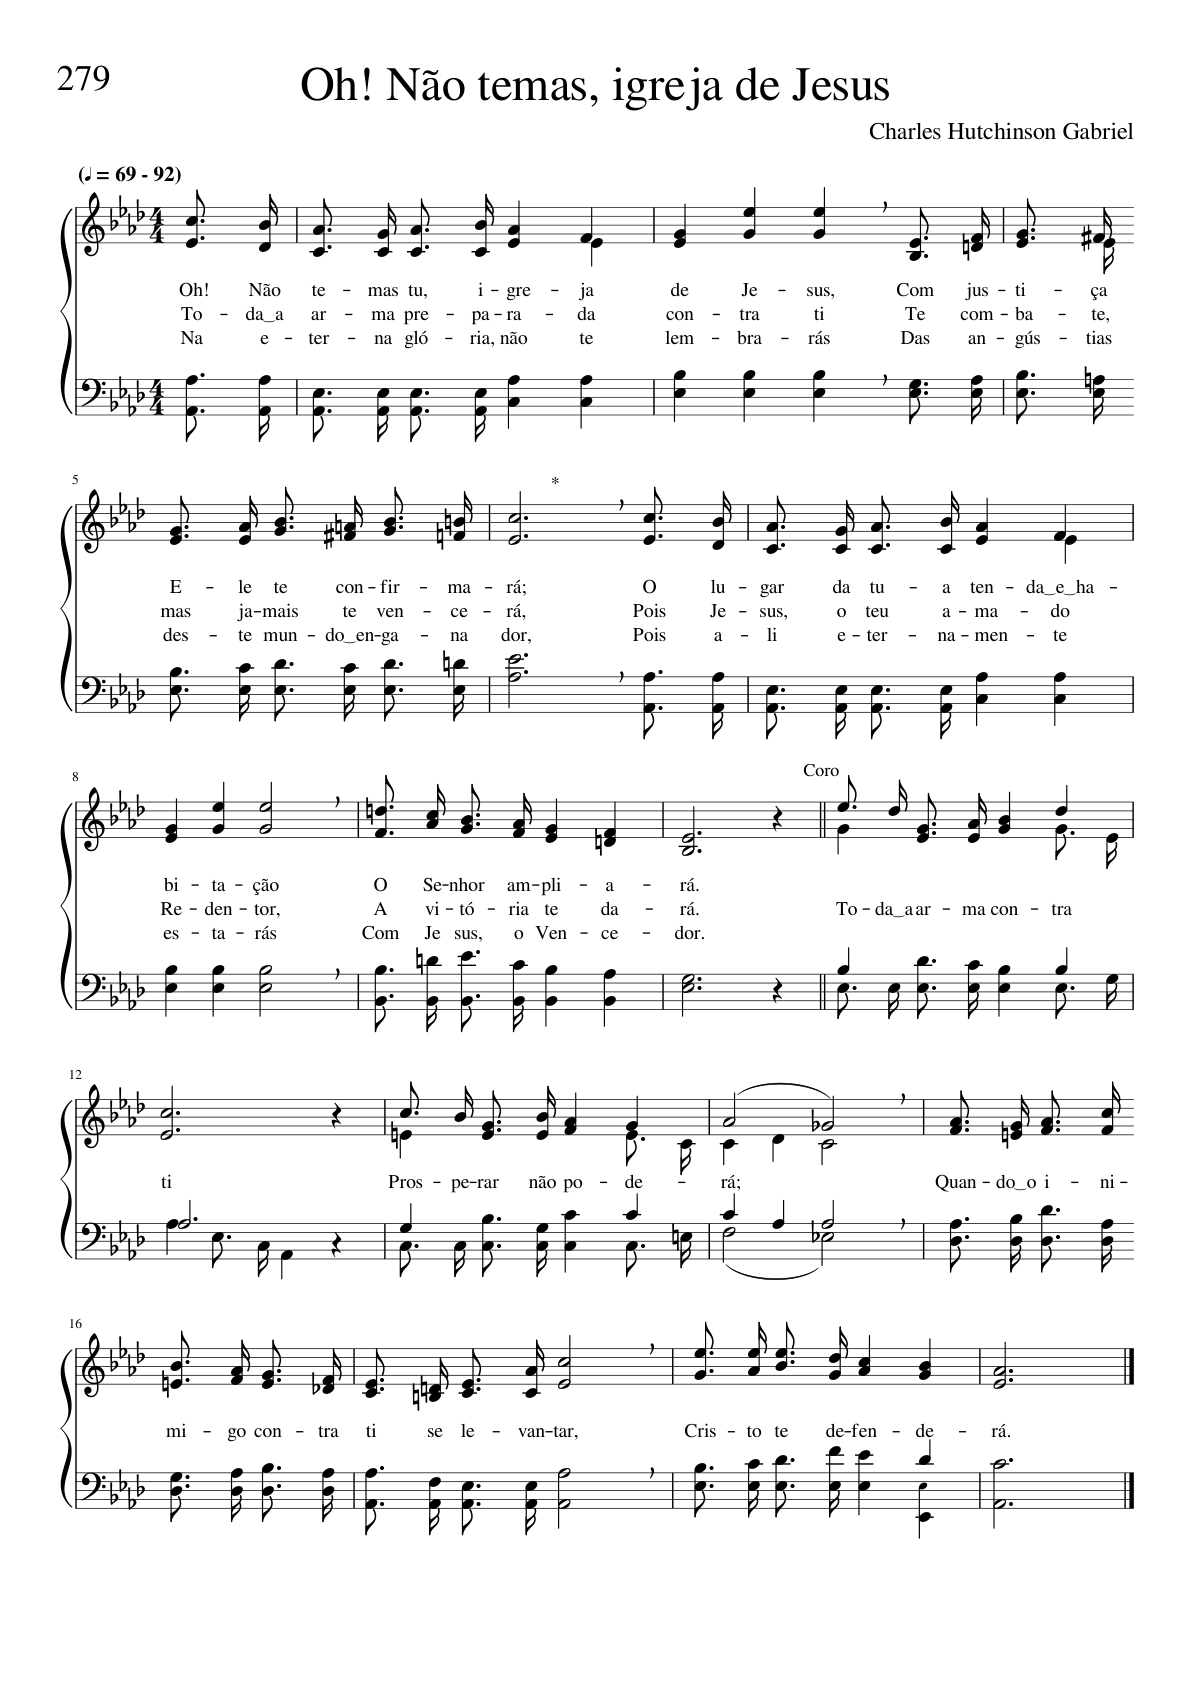 279
Oh! Não temas, igreja de Jesus
Charles Hutchinson Gabriel
(♩ = 69 - 92)
Oh! Não te - mas tu, i - gre - ja de Je - sus, Com jus - ti - ça
To - da‿a ar - ma pre - pa - ra - da con - tra ti Te com - ba - te,
Na e - ter - na gló - ria, não te lem - bra - rás Das an - gús - tias
5
*
E - le te con - fir - ma - rá; O lu - gar da tu - a ten - da‿e‿ha -
mas ja - mais te ven - ce - rá, Pois Je - sus, o teu a - ma - do
des - te mun - do‿en - ga - na dor, Pois a - li e - ter - na - men - te
8
Coro
bi - ta - ção O Se - nhor am - pli - a - rá.
Re - den - tor, A vi - tó - ria te da - rá. To - da‿a ar - ma con - tra
es - ta - rás Com Je sus, o Ven - ce - dor.
12
ti Pros - pe - rar não po - de - rá; Quan - do‿o i - ni -
16
mi - go con - tra ti se le - van - tar, Cris - to te de - fen - de - rá.